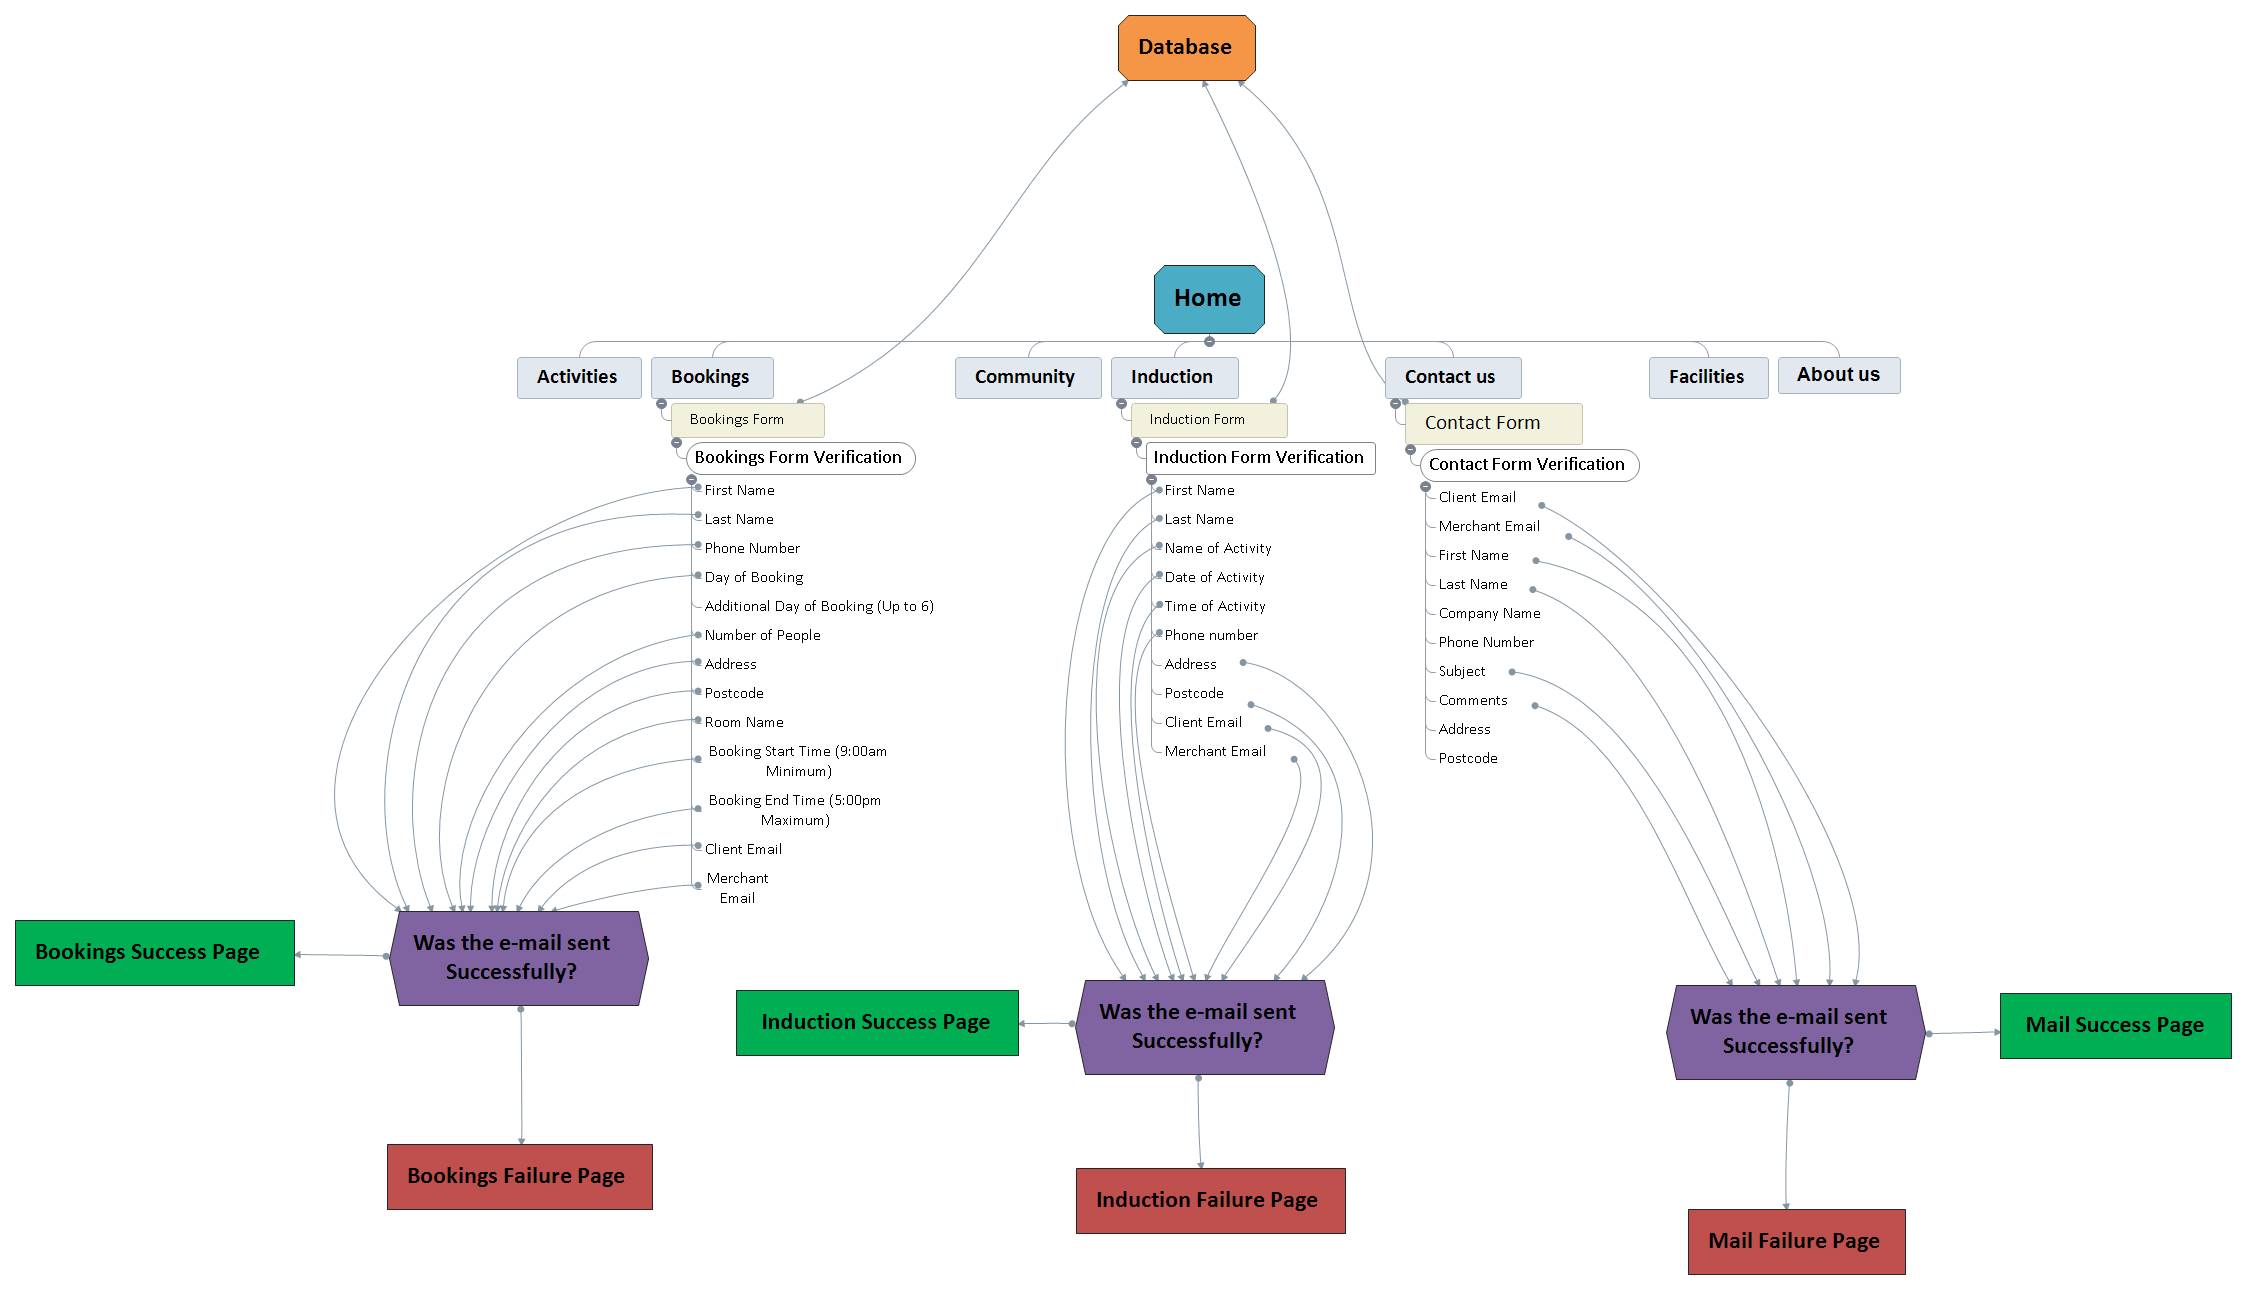 Database
Home
Activities
Bookings
Community
Induction
Contact us
Facilities
About us
Bookings Form
Bookings Form Verification
First Name
Last Name
Phone Number
Day of Booking
Additional Day of Booking (Up to 6)
Number of People
Address
Postcode
Room Name
Booking Start Time (9:00am
Minimum)
Booking End Time (5:00pm
Maximum)
Client Email
Merchant
Email
Induction Form
Induction Form Verification
First Name
Last Name
Name of Activity
Date of Activity
Time of Activity
Phone number
Address
Postcode
Client Email
Merchant Email
Contact Form
Contact Form Verification
Client Email
Merchant Email
First Name
Last Name
Company Name
Phone Number
Subject
Comments
Address
Postcode
Bookings Success Page
Was the e-mail sent
Successfully?
Bookings Failure Page
Induction Success Page
Was the e-mail sent
Successfully?
Induction Failure Page
Was the e-mail sent
Successfully?
Mail Success Page
Mail Failure Page